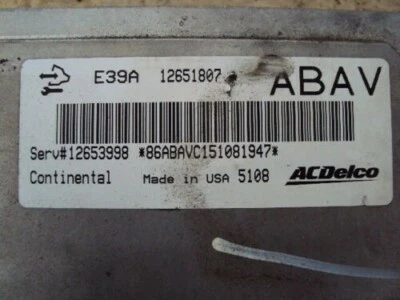 E39A 12651807 ABAV
Serv#12653998 *86ABAVC151081947*
Continental Made in USA 5108 ACDelco